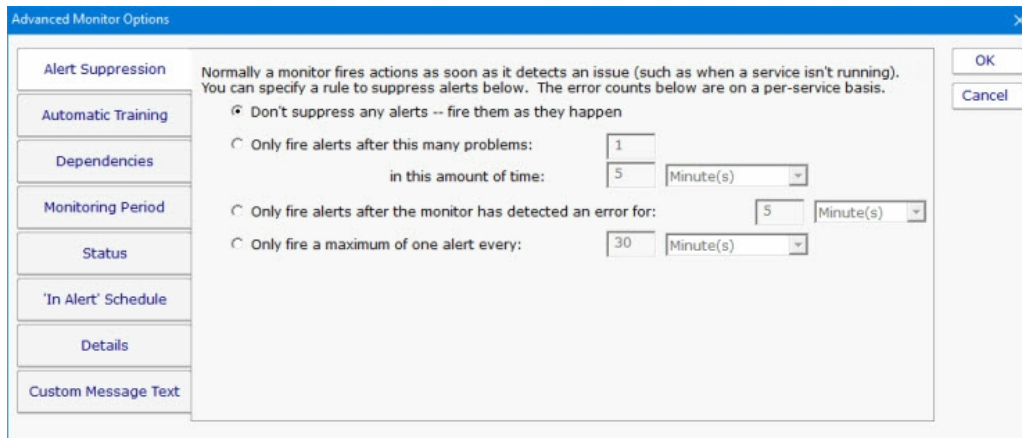 Advanced Monitor Options
Alert Suppression
Automatic Training
Dependencies
Monitoring Period
Status
'In Alert' Schedule
Details
Custom Message Text
Normally a monitor fires actions as soon as it detects an issue (such as when a service isn't running).
You can specify a rule to suppress alerts below. The error counts below are on a per-service basis.
Don't suppress any alerts -- fire them as they happen
Only fire alerts after this many problems: 1
in this amount of time: 5 Minute(s)
Only fire alerts after the monitor has detected an error for: 5 Minute(s)
Only fire a maximum of one alert every: 30 Minute(s)
OK
Cancel